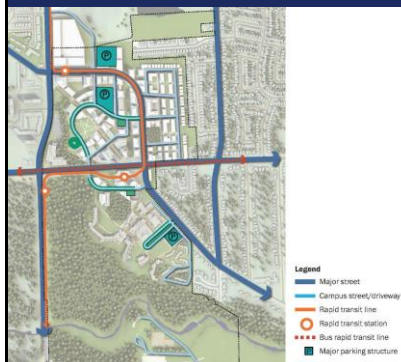 P
P
P
Legend
Major street
Campus street/driveway
Rapid transit line
Rapid transit station
Bus rapid transit line
P
Major parking structure